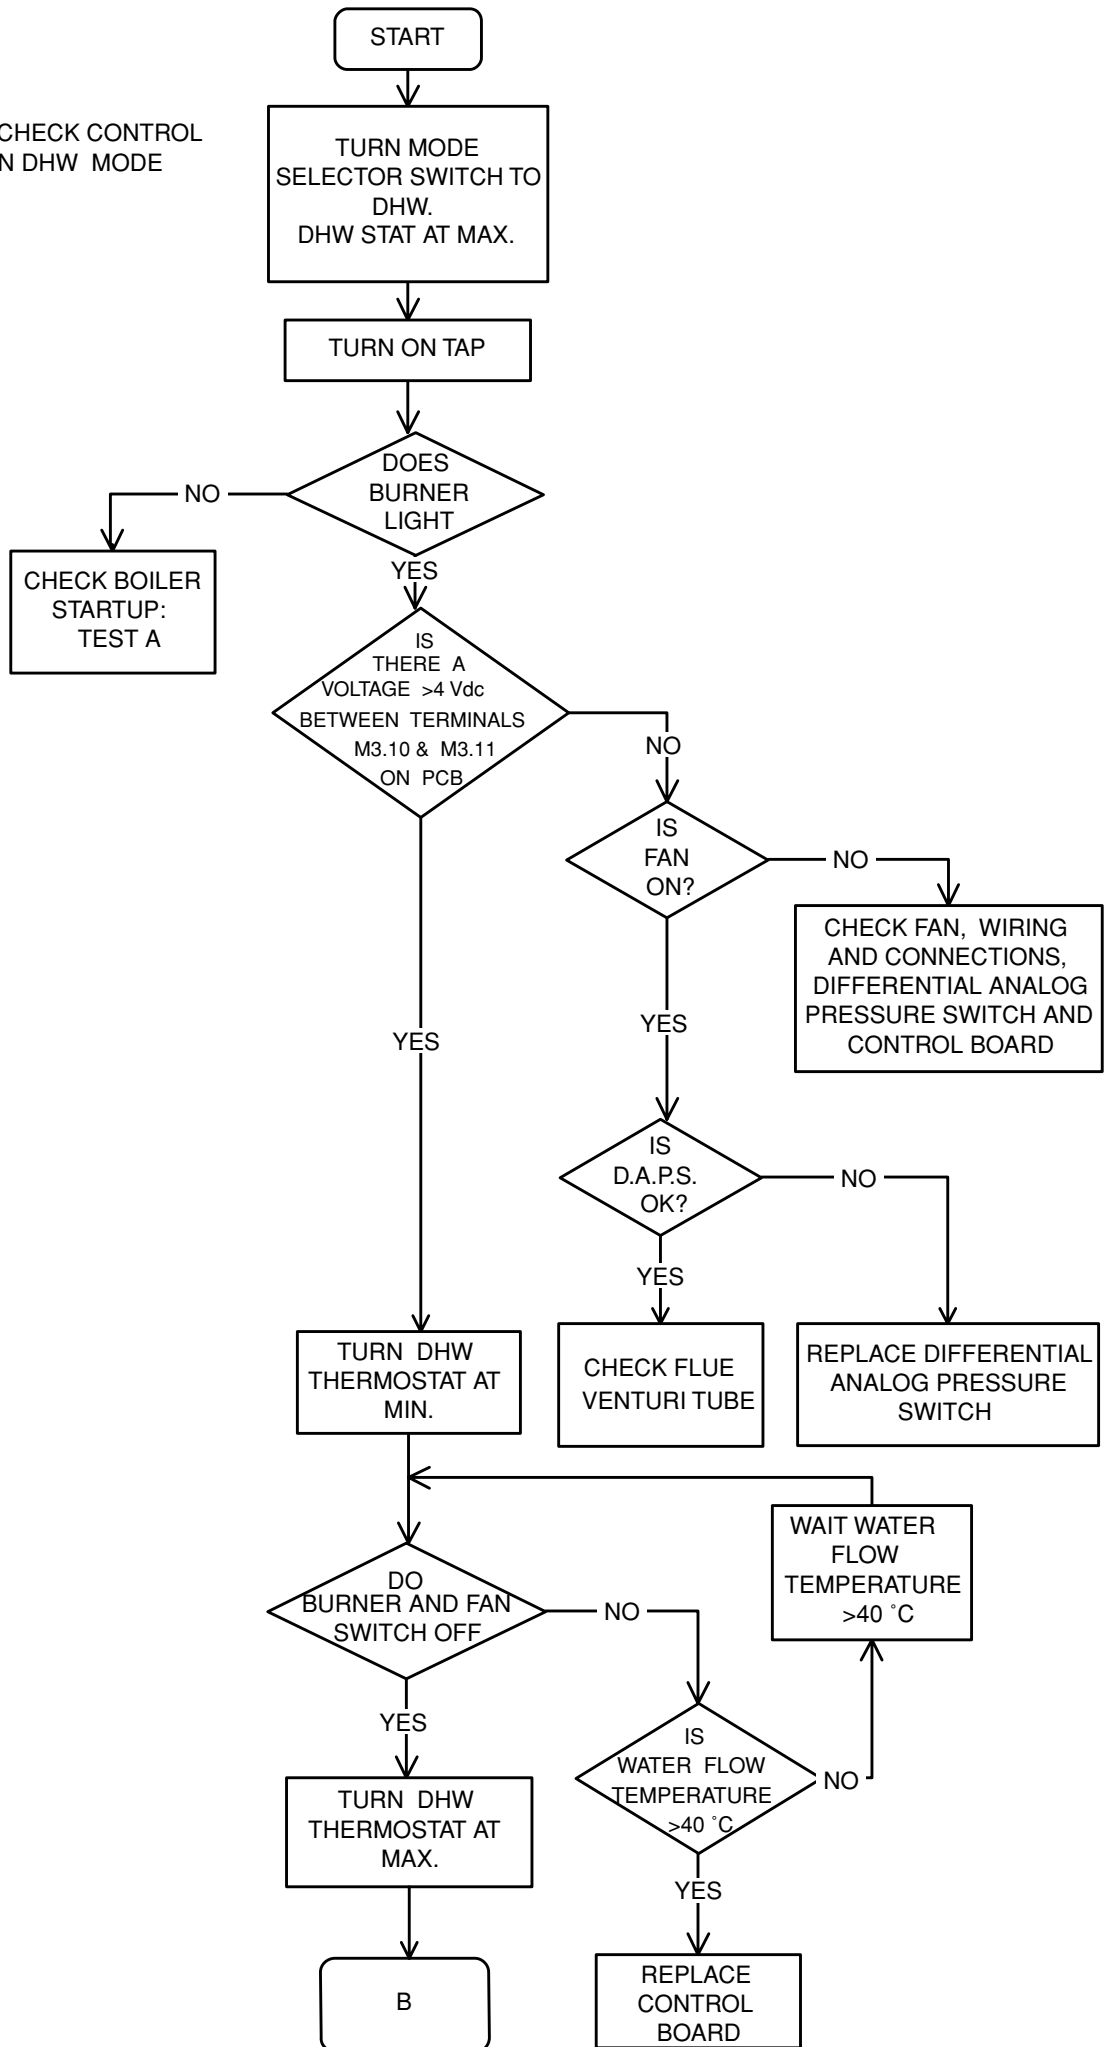 START
CHECK CONTROL
N DHW MODE
TURN MODE
SELECTOR SWITCH TO
DHW.
DHW STAT AT MAX.
TURN ON TAP
DOES
BURNER
LIGHT
NO
YES
CHECK BOILER
STARTUP:
TEST A
IS
THERE A
VOLTAGE >4 Vdc
BETWEEN TERMINALS
M3.10 & M3.11
ON PCB
NO
IS
FAN
ON?
NO
CHECK FAN, WIRING
AND CONNECTIONS,
DIFFERENTIAL ANALOG
PRESSURE SWITCH AND
CONTROL BOARD
YES
YES
IS
D.A.P.S.
OK?
NO
YES
TURN DHW
THERMOSTAT AT
MIN.
CHECK FLUE
VENTURI TUBE
REPLACE DIFFERENTIAL
ANALOG PRESSURE
SWITCH
WAIT WATER
FLOW
TEMPERATURE
>40 ˚C
DO
BURNER AND FAN
SWITCH OFF
NO
YES
IS
WATER FLOW
TEMPERATURE
>40 ˚C
NO
TURN DHW
THERMOSTAT AT
MAX.
YES
B
REPLACE
CONTROL
BOARD